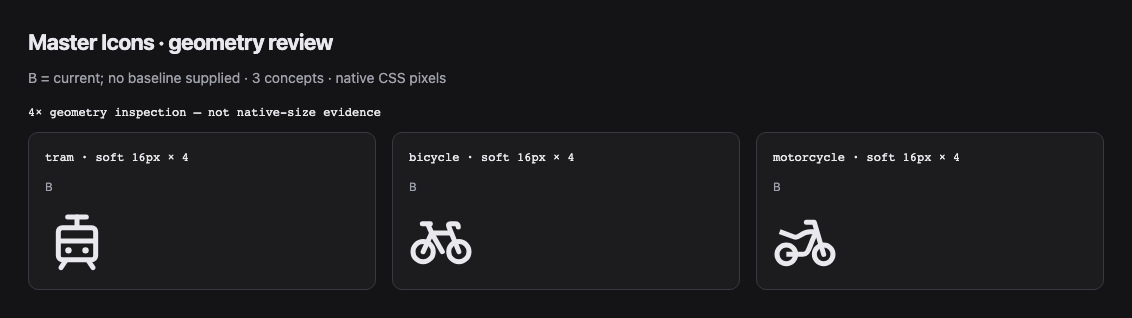 Master Icons · geometry review
B = current; no baseline supplied · 3 concepts · native CSS pixels
4× geometry inspection — not native-size evidence
tram · soft 16px × 4
B
bicycle · soft 16px × 4
B
motorcycle · soft 16px × 4
B